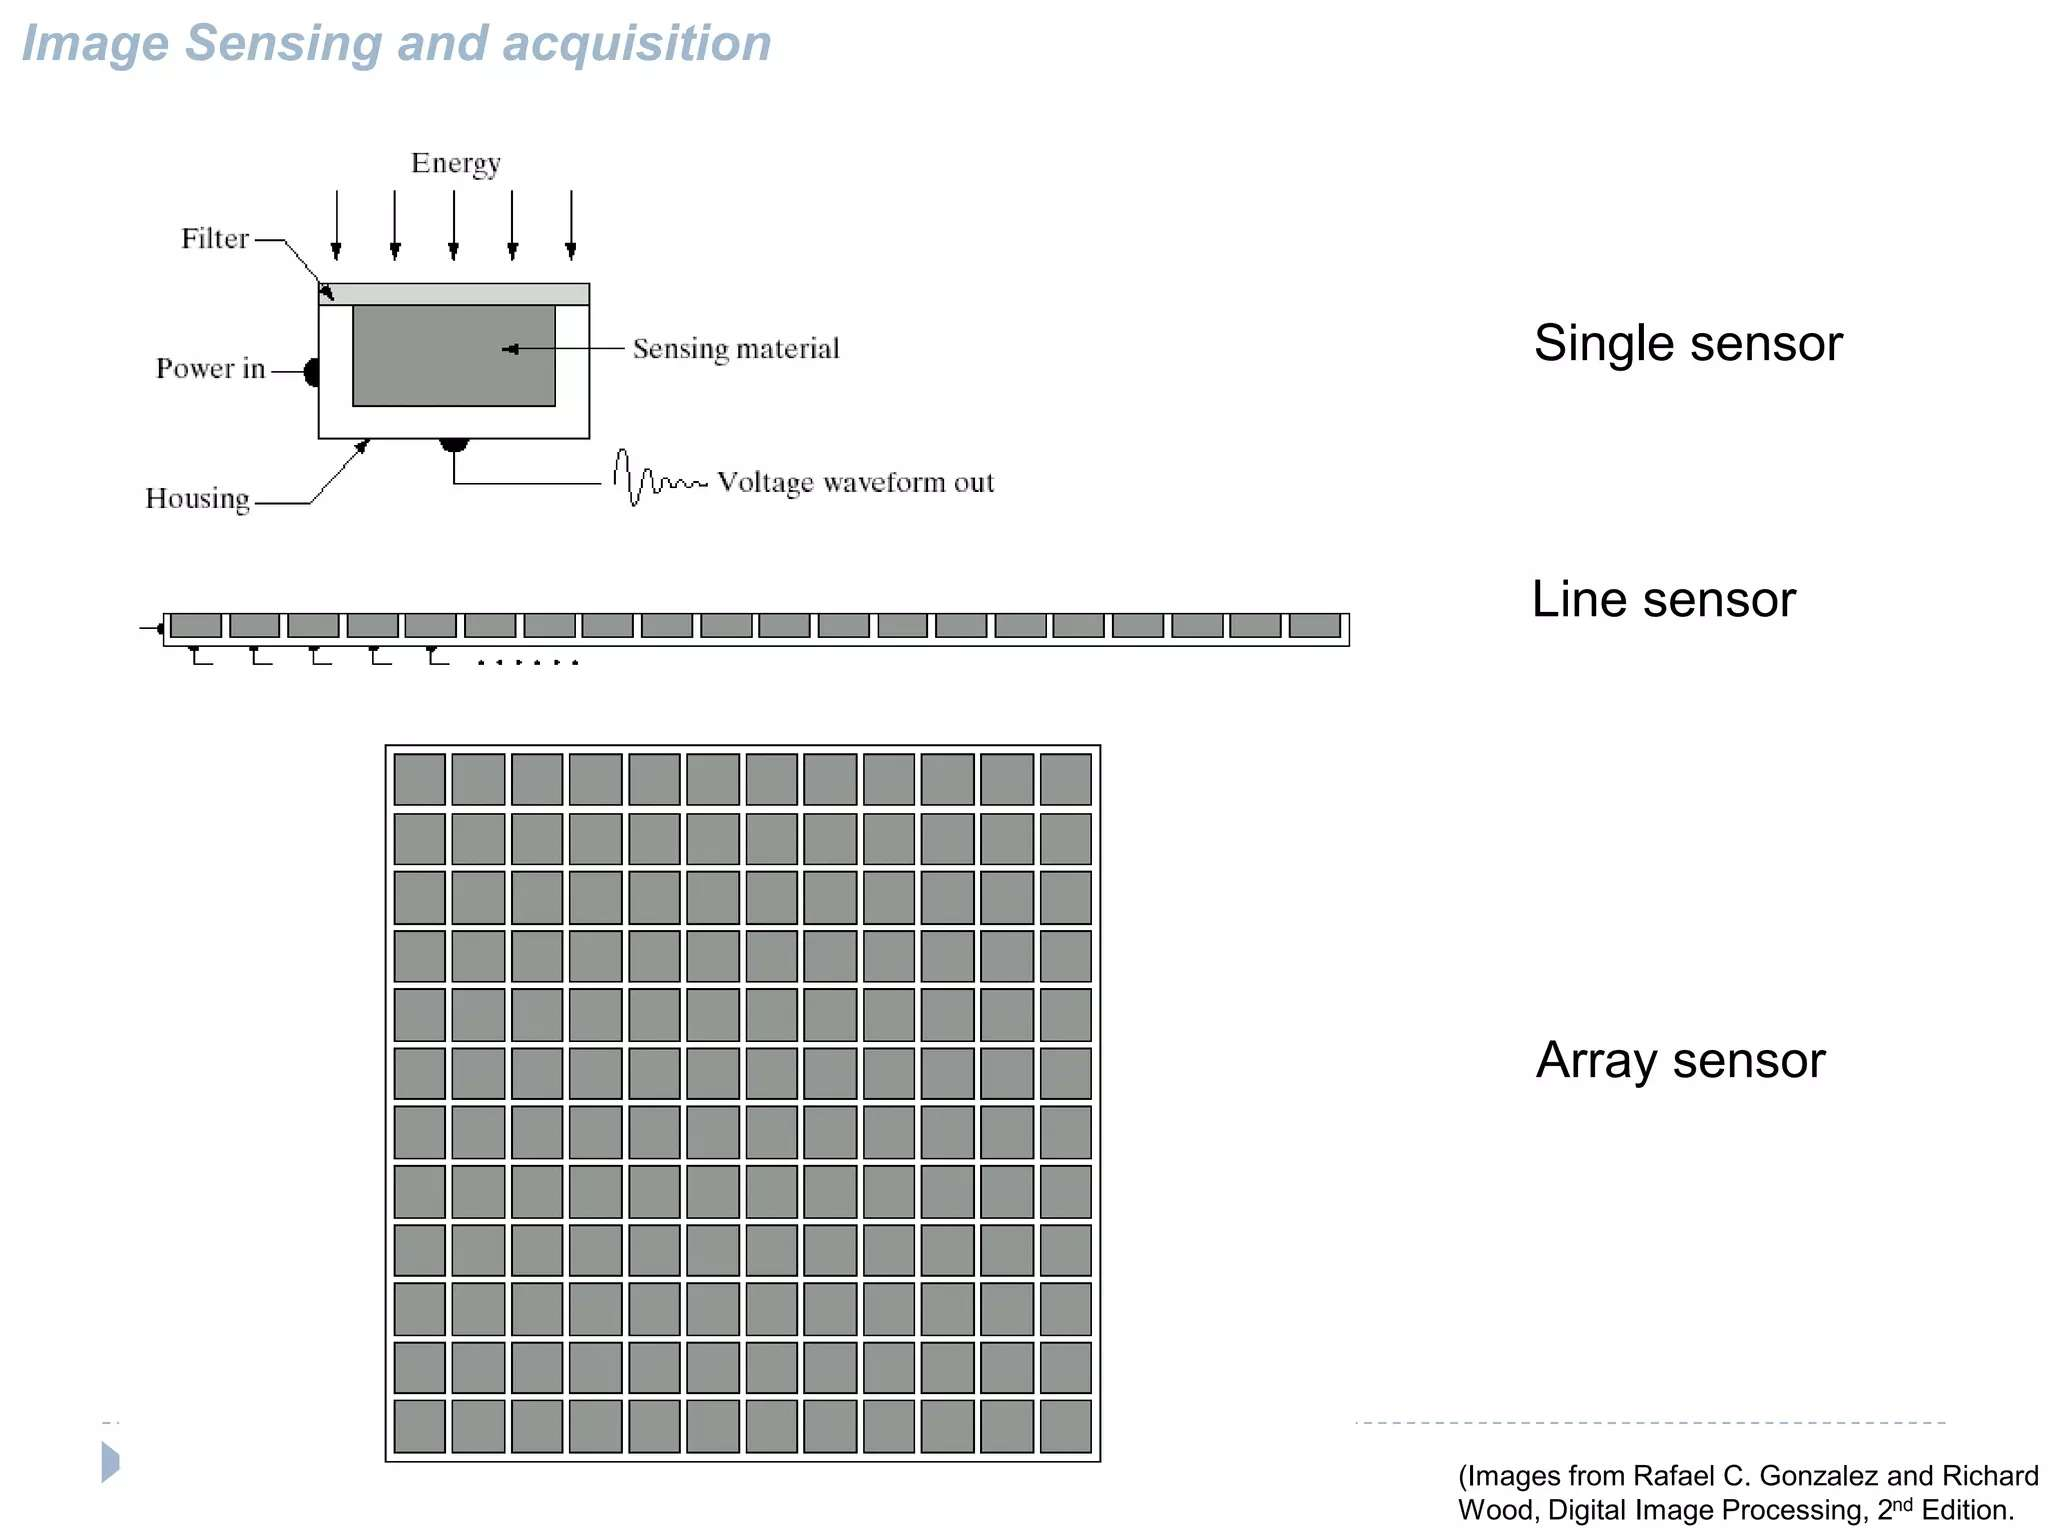 Image Sensing and acquisition
Energy
Filter
Sensing material
Power in
Single sensor
Voltage waveform out
Housing
Line sensor
Array sensor
(Images from Rafael C. Gonzalez and Richard
Wood, Digital Image Processing, 2nd Edition.